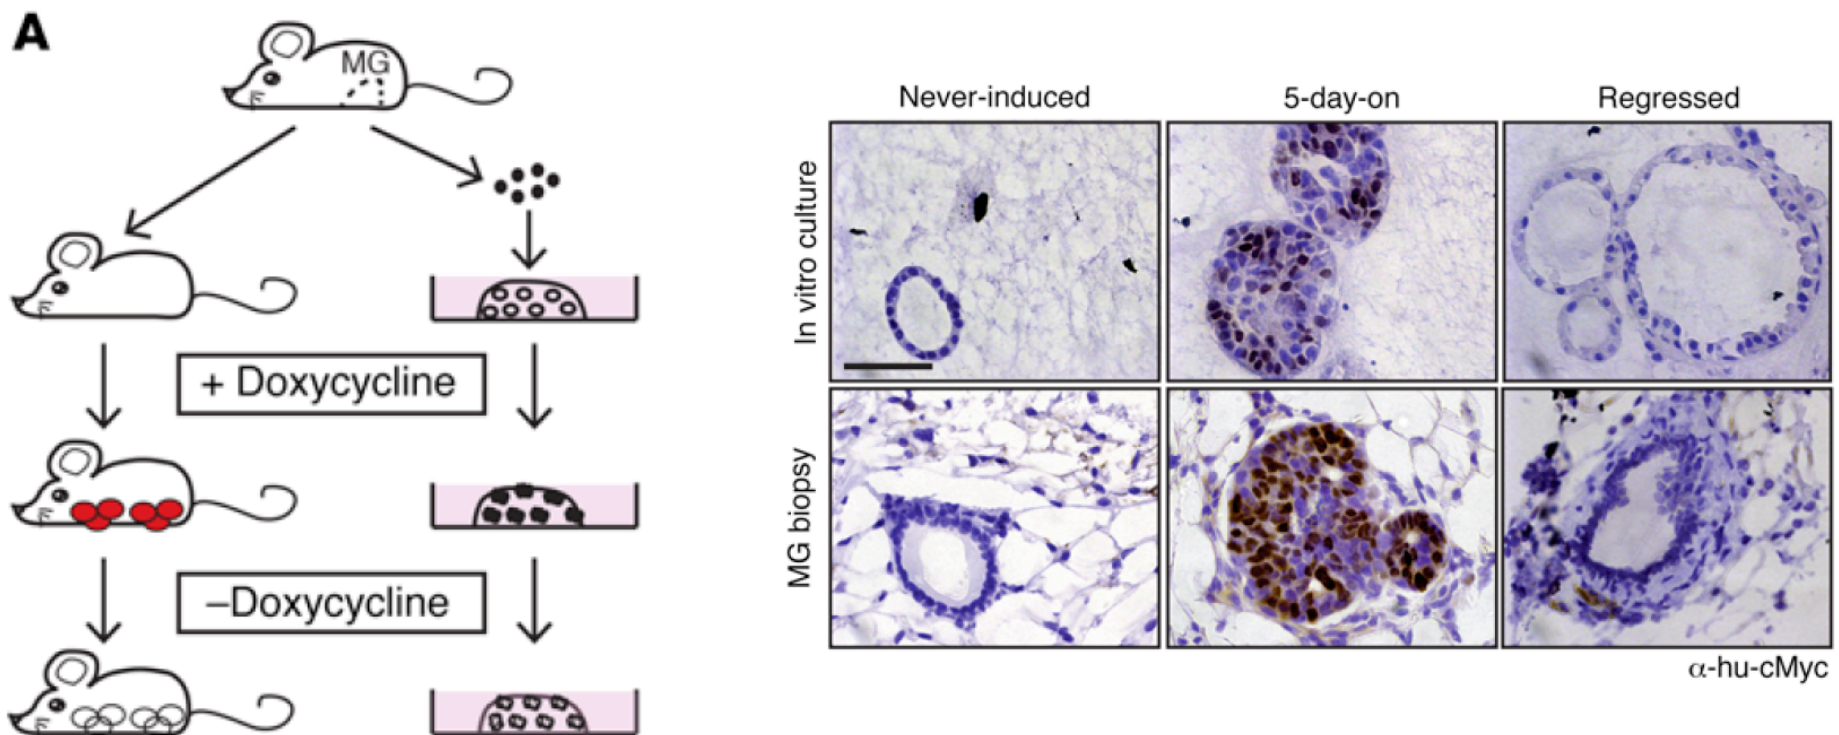 A
MG
+ Doxycycline
–Doxycycline
Never-induced
5-day-on
Regressed
In vitro culture
MG biopsy
α-hu-cMyc